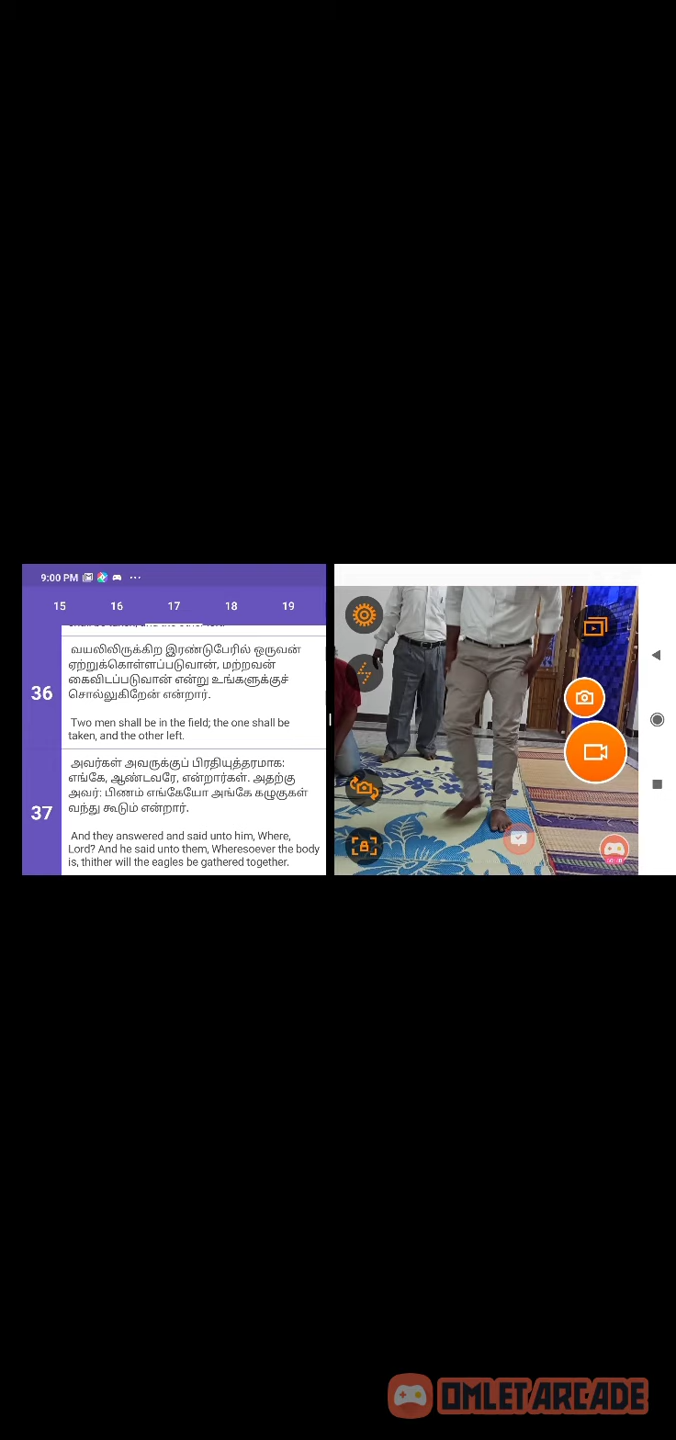 9:00 PM
15 16 17 18 19
வயலிலிருக்கிற இரண்டுபேரில் ஒருவன்
ஏற்றுக்கொள்ளப்படுவான், மற்றவன்
கைவிடப்படுவான் என்று உங்களுக்குச்
36
சொல்லுகிறேன் என்றார்.
Two men shall be in the field; the one shall be
taken, and the other left.
அவர்கள் அவருக்குப் பிரதியுத்தரமாக:
எங்கே, ஆண்டவரே, என்றார்கள். அதற்கு
அவர்: பிணம் எங்கேயோ அங்கே கழுகுகள்
37
வந்து கூடும் என்றார்.
And they answered and said unto him, Where,
Lord? And he said unto them, Wheresoever the body
is, thither will the eagles be gathered together.
OMLET ARCADE